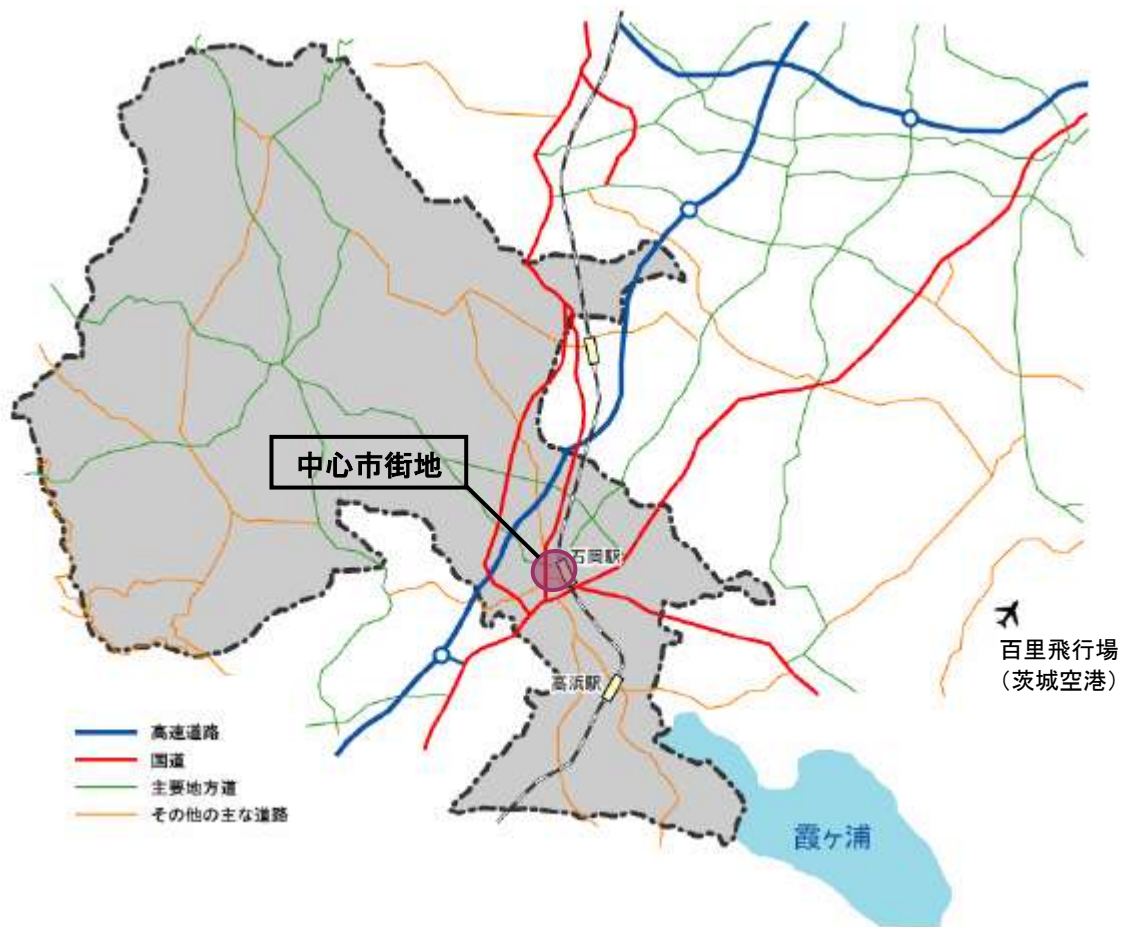 中心市街地
石岡駅
百里飛行場
（茨城空港）
高浜駅
高速道路
国道
主要地方道
その他の主な道路
霞ヶ浦